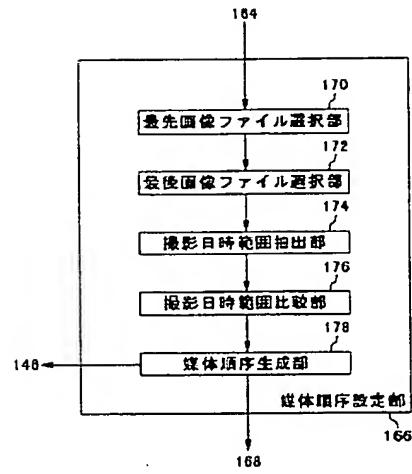 164
170
最先画像ファイル選択部
172
最後画像ファイル選択部
174
撮影日時範囲抽出部
176
撮影日時範囲比較部
178
媒体順序生成部
148
媒体順序設定部
166
168